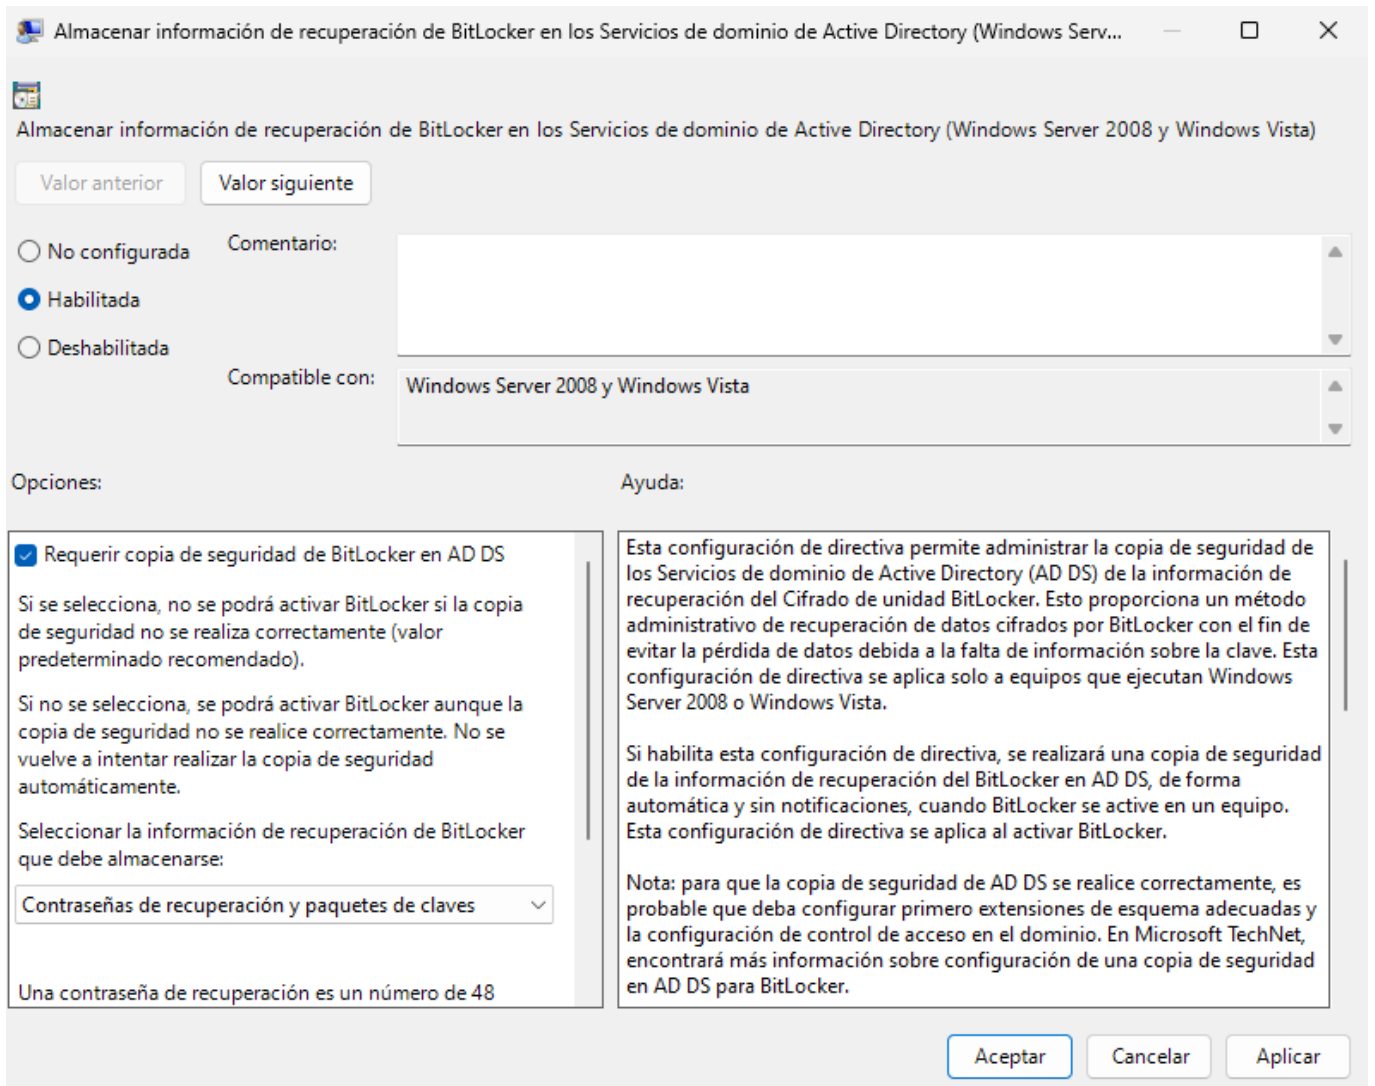 Almacenar información de recuperación de BitLocker en los Servicios de dominio de Active Directory (Windows Serv...
Almacenar información de recuperación de BitLocker en los Servicios de dominio de Active Directory (Windows Server 2008 y Windows Vista)
Valor anterior
Valor siguiente
No configurada
Habilitada
Deshabilitada
Comentario:
Compatible con:
Windows Server 2008 y Windows Vista
Opciones:
Requerir copia de seguridad de BitLocker en AD DS
Si se selecciona, no se podrá activar BitLocker si la copia
de seguridad no se realiza correctamente (valor
predeterminado recomendado).
Si no se selecciona, se podrá activar BitLocker aunque la
copia de seguridad no se realice correctamente. No se
vuelve a intentar realizar la copia de seguridad
automáticamente.
Seleccionar la información de recuperación de BitLocker
que debe almacenarse:
Contraseñas de recuperación y paquetes de claves
Una contraseña de recuperación es un número de 48
Ayuda:
Esta configuración de directiva permite administrar la copia de seguridad de
los Servicios de dominio de Active Directory (AD DS) de la información de
recuperación del Cifrado de unidad BitLocker. Esto proporciona un método
administrativo de recuperación de datos cifrados por BitLocker con el fin de
evitar la pérdida de datos debida a la falta de información sobre la clave. Esta
configuración de directiva se aplica solo a equipos que ejecutan Windows
Server 2008 o Windows Vista.
Si habilita esta configuración de directiva, se realizará una copia de seguridad
de la información de recuperación del BitLocker en AD DS, de forma
automática y sin notificaciones, cuando BitLocker se active en un equipo.
Esta configuración de directiva se aplica al activar BitLocker.
Nota: para que la copia de seguridad de AD DS se realice correctamente, es
probable que deba configurar primero extensiones de esquema adecuadas y
la configuración de control de acceso en el dominio. En Microsoft TechNet,
encontrará más información sobre configuración de una copia de seguridad
en AD DS para BitLocker.
Aceptar
Cancelar
Aplicar